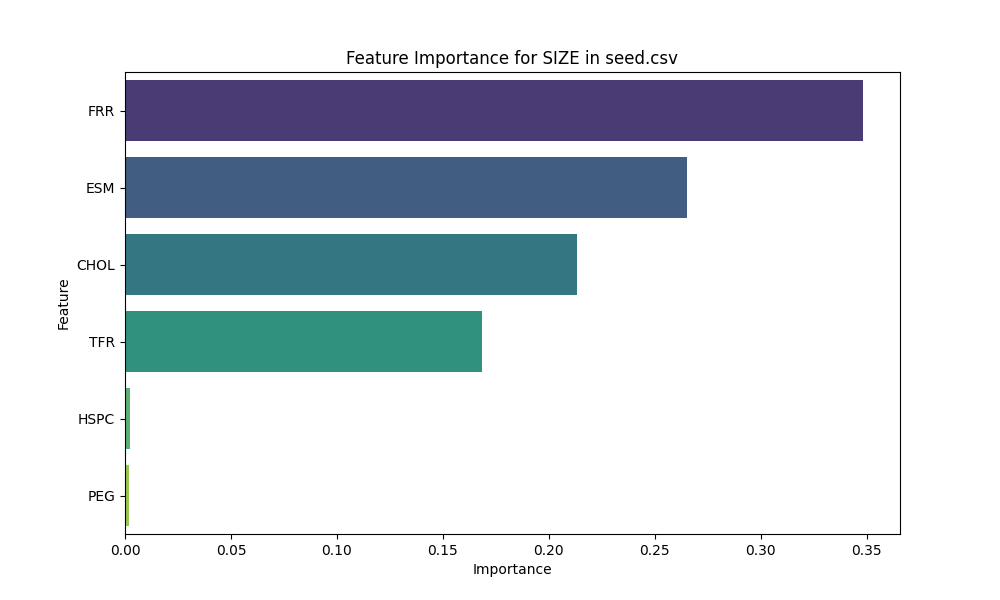 Feature Importance for SIZE in seed.csv
FRR
ESM
CHOL
TFR
HSPC
PEG
Feature
0.00 0.05 0.10 0.15 0.20 0.25 0.30 0.35
Importance